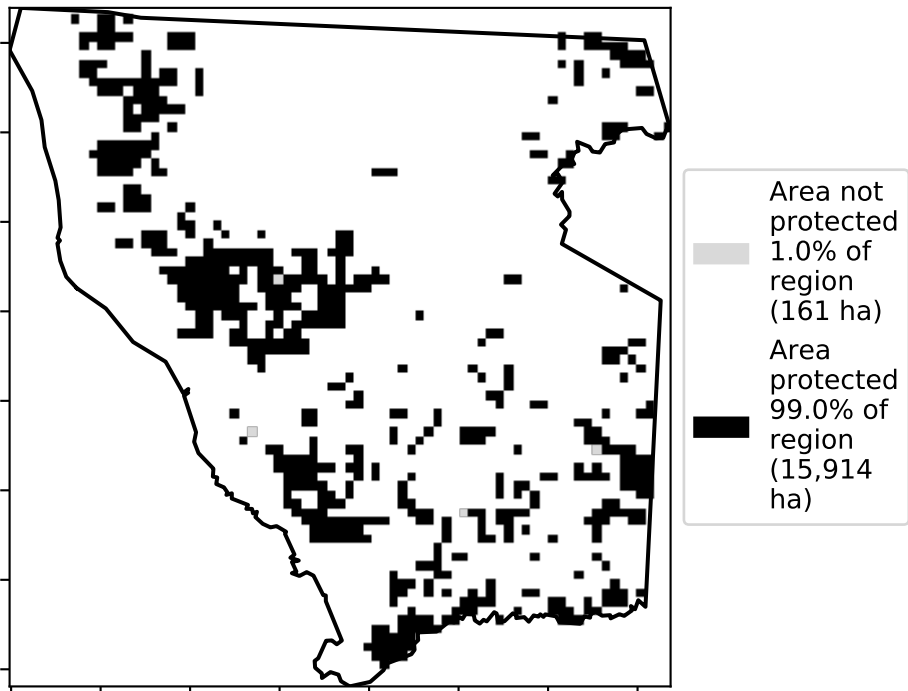 Area not
protected
1.0% of
region
(161 ha)
Area
protected
99.0% of
region
(15,914
ha)